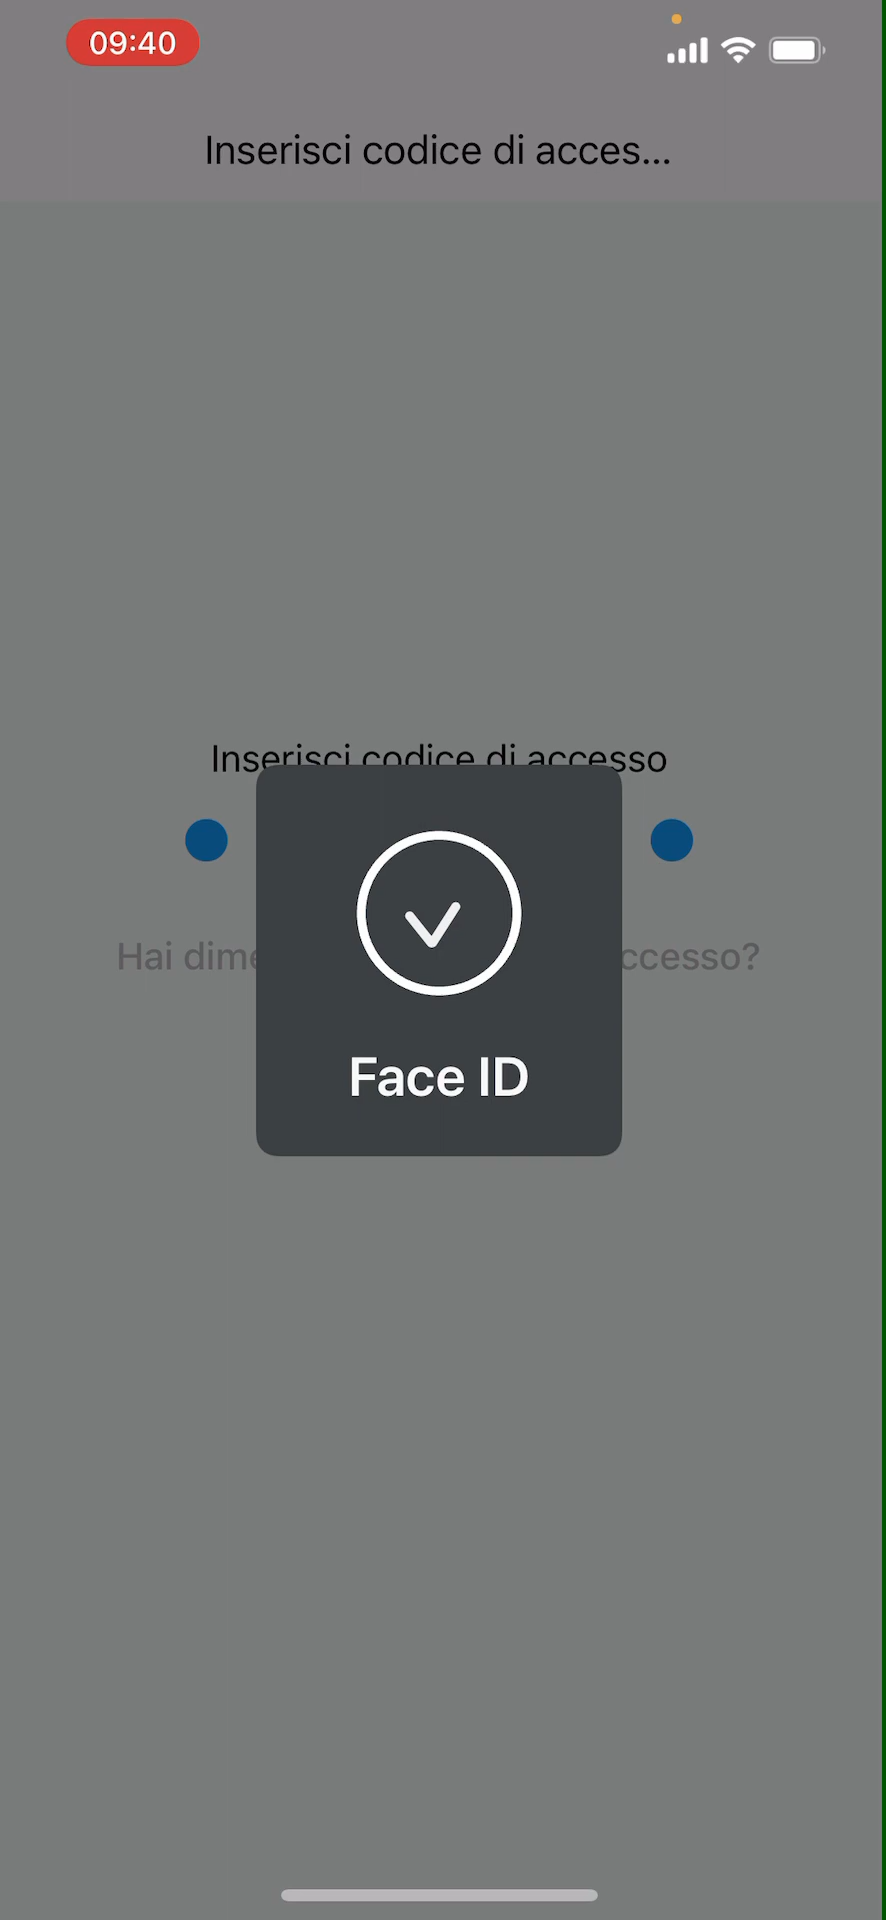 09:40
Inserisci codice di acces...
Inserisci codice di accesso
Hai dime
ccesso?
Face ID